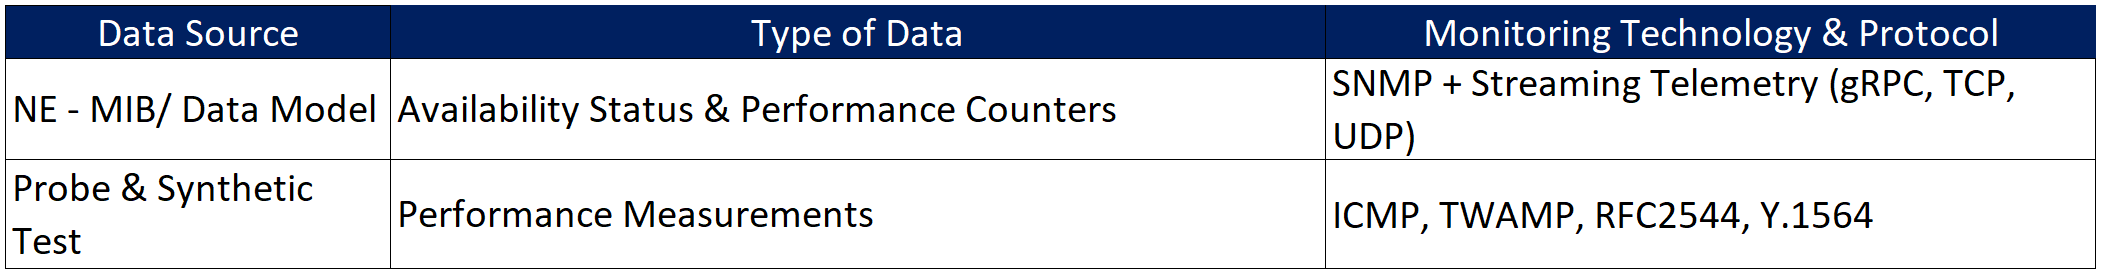 Data Source
Type of Data
Monitoring Technology & Protocol
NE - MIB/ Data Model
Availability Status & Performance Counters
SNMP + Streaming Telemetry (gRPC, TCP,
UDP)
Probe & Synthetic
Test
Performance Measurements
ICMP, TWAMP, RFC2544, Y.1564